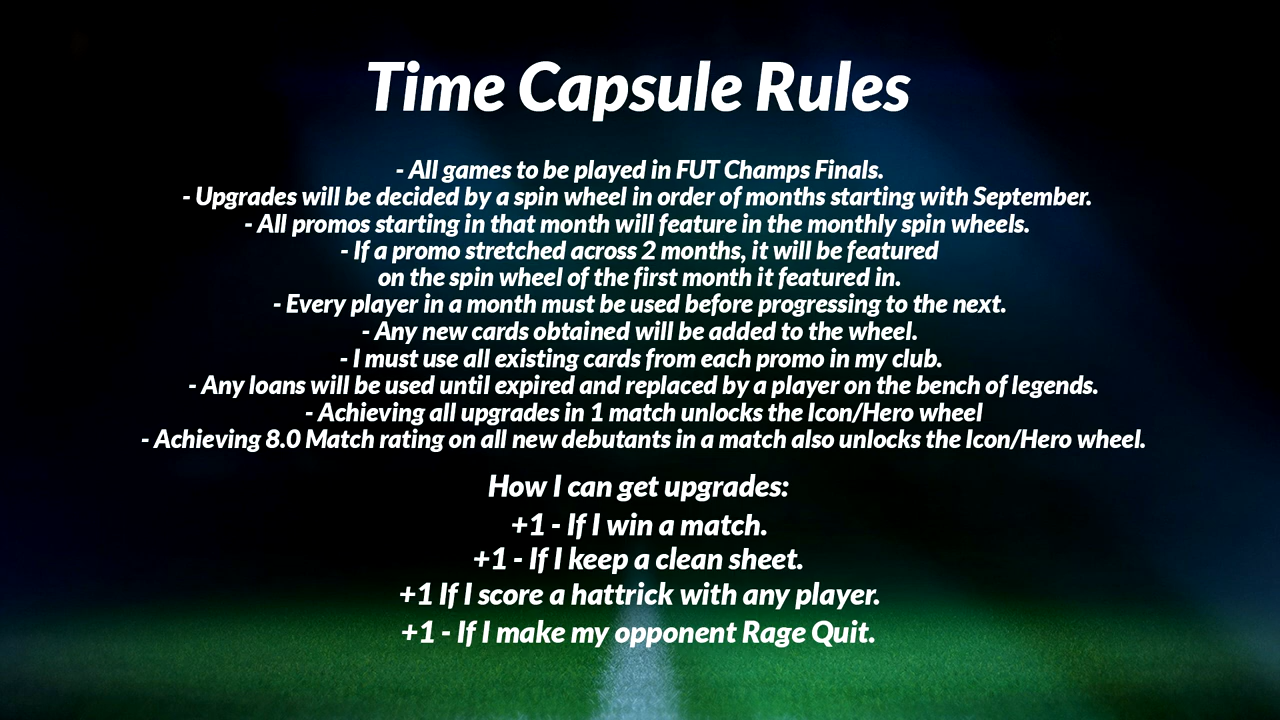 Time Capsule Rules
- All games to be played in FUT Champs Finals.
- Upgrades will be decided by a spin wheel in order of months starting with September.
- All promos starting in that month will feature in the monthly spin wheels.
- If a promo stretched across 2 months, it will be featured
on the spin wheel of the first month it featured in.
- Every player in a month must be used before progressing to the next.
- Any new cards obtained will be added to the wheel.
- I must use all existing cards from each promo in my club.
- Any loans will be used until expired and replaced by a player on the bench of legends.
- Achieving all upgrades in 1 match unlocks the Icon/Hero wheel
- Achieving 8.0 Match rating on all new debutants in a match also unlocks the Icon/Hero wheel.
How I can get upgrades:
+1 - If I win a match.
+1 - If I keep a clean sheet.
+1 If I score a hattrick with any player.
+1 - If I make my opponent Rage Quit.